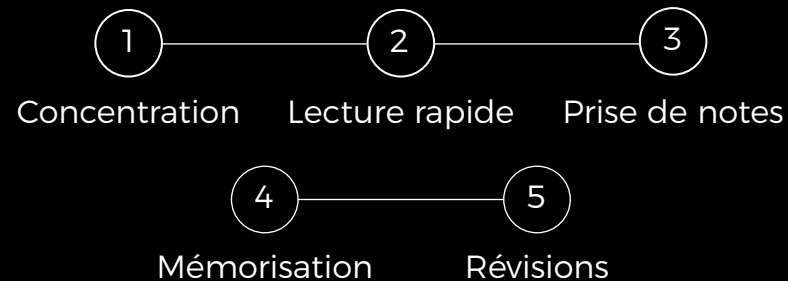 1 2 3
Concentration Lecture rapide Prise de notes
4 5
Mémorisation Révisions